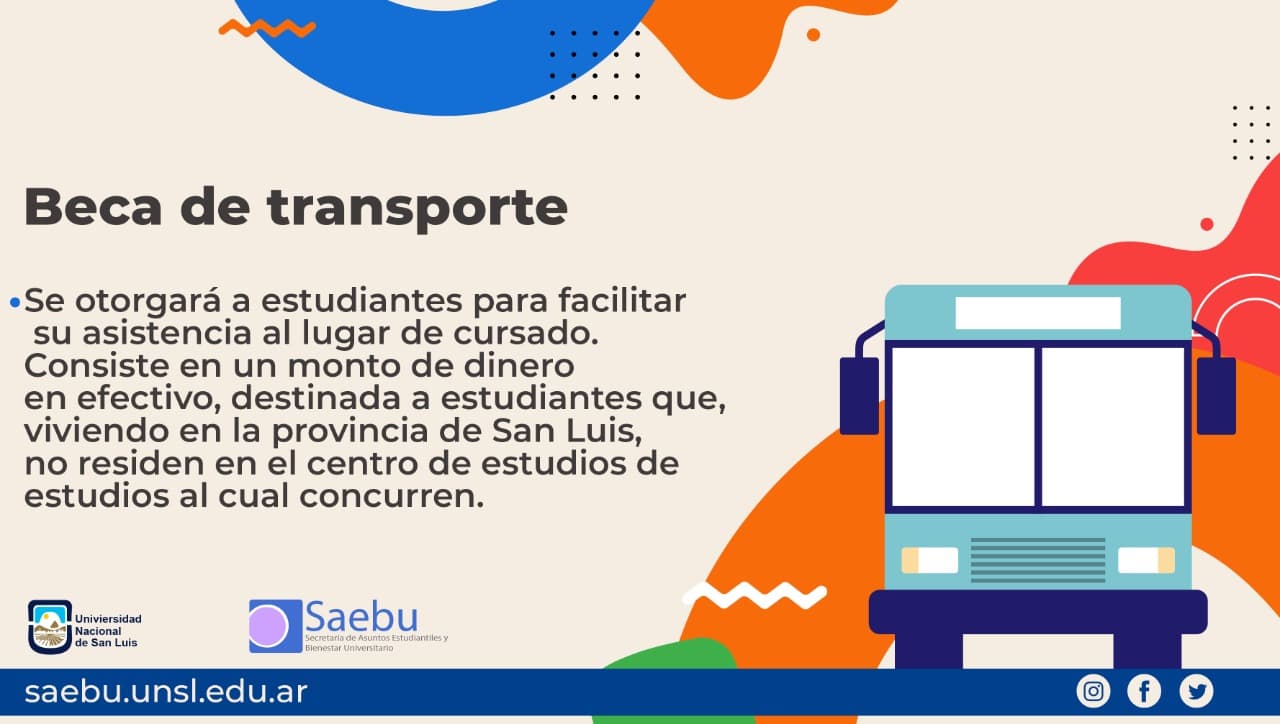 Beca de transporte
•Se otorgará a estudiantes para facilitar
su asistencia al lugar de cursado.
Consiste en un monto de dinero
en efectivo, destinada a estudiantes que,
viviendo en la provincia de San Luis,
no residen en el centro de estudios de
estudios al cual concurren.
Univiersidad
Nacional
de San Luis
Saebu
Secretaría de Asuntos Estudiantiles y
Bienestar Universitario
saebu.unsl.edu.ar